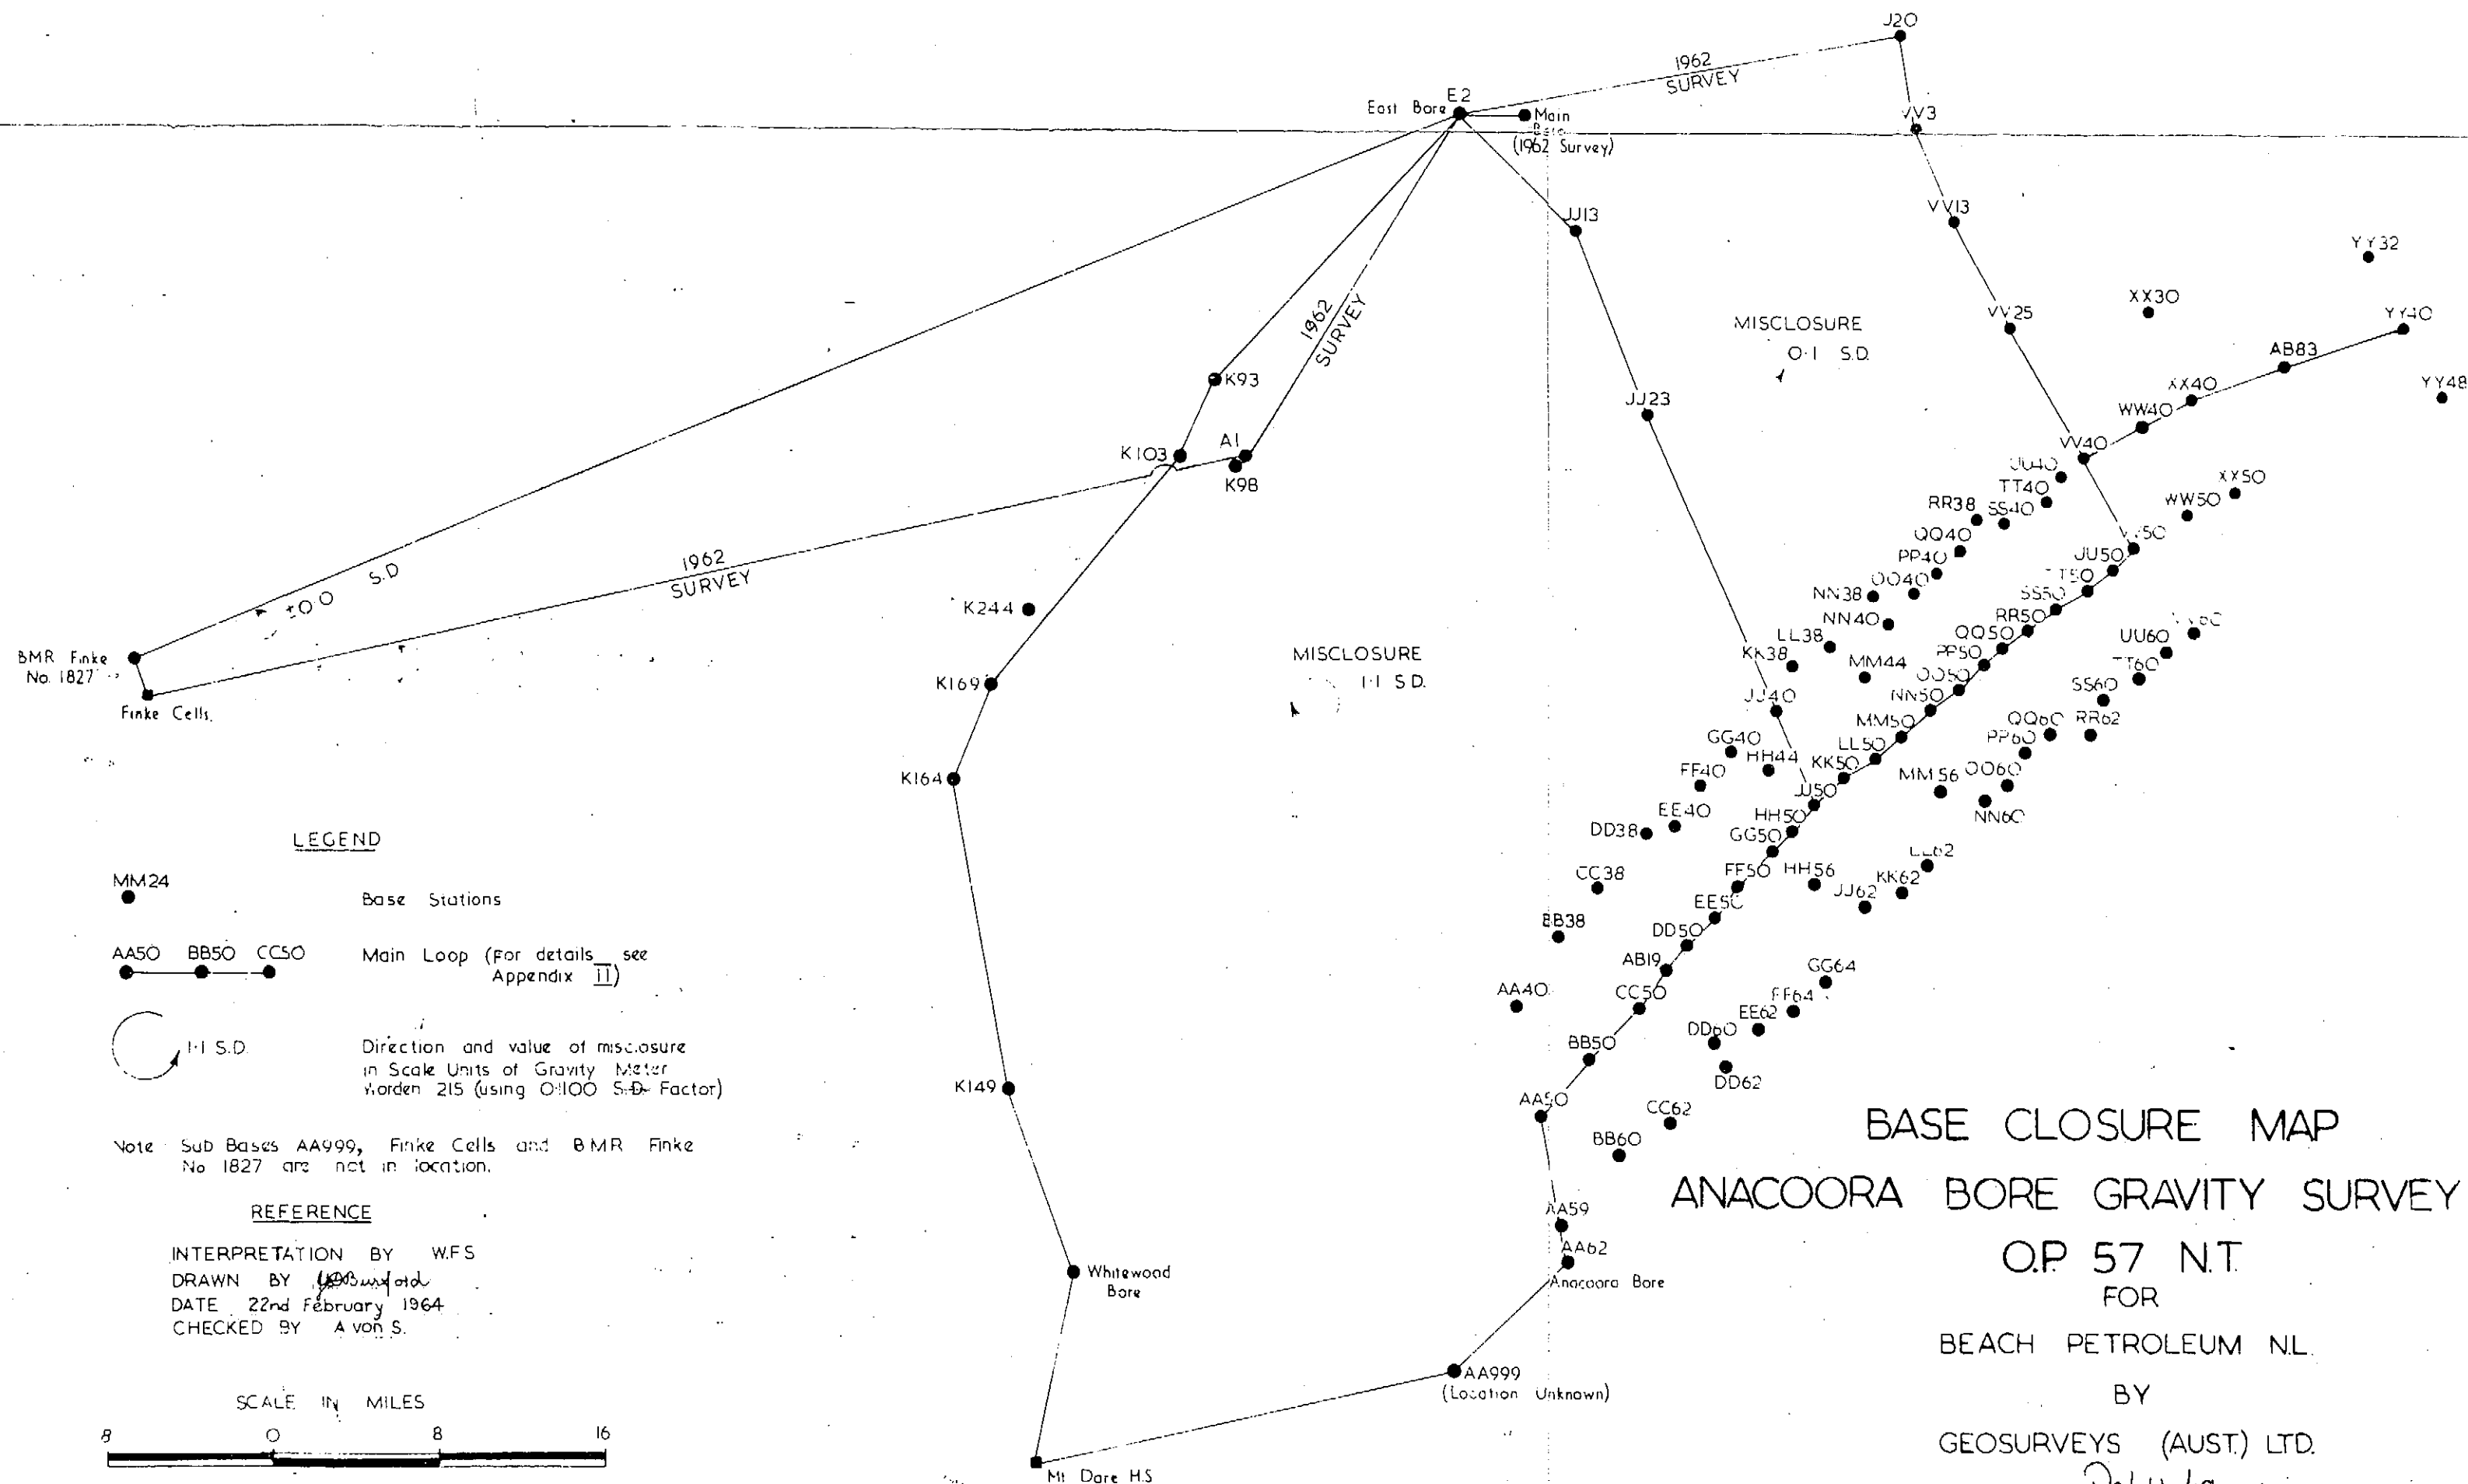 J20
1962
SURVEY
E2
East Bore
Main
(1962 Survey)
VV3
JJ13
VV13
YY32
1962
SURVEY
MISCLOSURE
0·1 S.D.
VV25
XX30
YY40
AB83
K93
JJ23
XX40
YY48
WW40
K103
A1
K98
VV40
UU40
TT40
XX50
WW50
RR38
SS40
QQ40
PP40
OO40
NN38
NN40
1962
SURVEY
S.D
±0·0
K244
LL38
KK38
MM44
JU50
SS50
RR50
QQ50
PP50
OO50
NN50
MM50
LL50
KK50
JJ50
UU60
TT60
SS60
RR62
QQ60
PP60
OO60
NN60
MM56
BMR Finke
No. 1827
Finke Cells.
K169
MISCLOSURE
1·1 S.D.
JJ40
GG40
HH44
FF40
EE40
DD38
K164
HH50
GG50
FF50
HH56
LL62
KK62
JJ62
CC38
BB38
EE50
DD50
AB19
CC50
AA40
GG64
FF64
EE62
DD60
DD62
BB50
AA50
CC62
BB60
K149
LEGEND
MM24
Base Stations
AA50 BB50 CC50
Main Loop (For details see
Appendix II)
1·1 S.D.
Direction and value of misclosure
in Scale Units of Gravity Meter
Worden 215 (using 0·1100 S.D. Factor)
Note Sub Bases AA999, Finke Cells and BMR Finke
No 1827 are not in location.
REFERENCE
INTERPRETATION BY W.F.S
DRAWN BY
DATE 22nd February 1964
CHECKED BY A von S.
SCALE IN MILES
8 0 8 16
AA59
AA62
Anacoora Bore
Whitewood
Bore
AA999
(Location Unknown)
Mt Dare H.S
BASE CLOSURE MAP
ANACOORA BORE GRAVITY SURVEY
O.P. 57 N.T.
FOR
BEACH PETROLEUM N.L.
BY
GEOSURVEYS (AUST.) LTD.